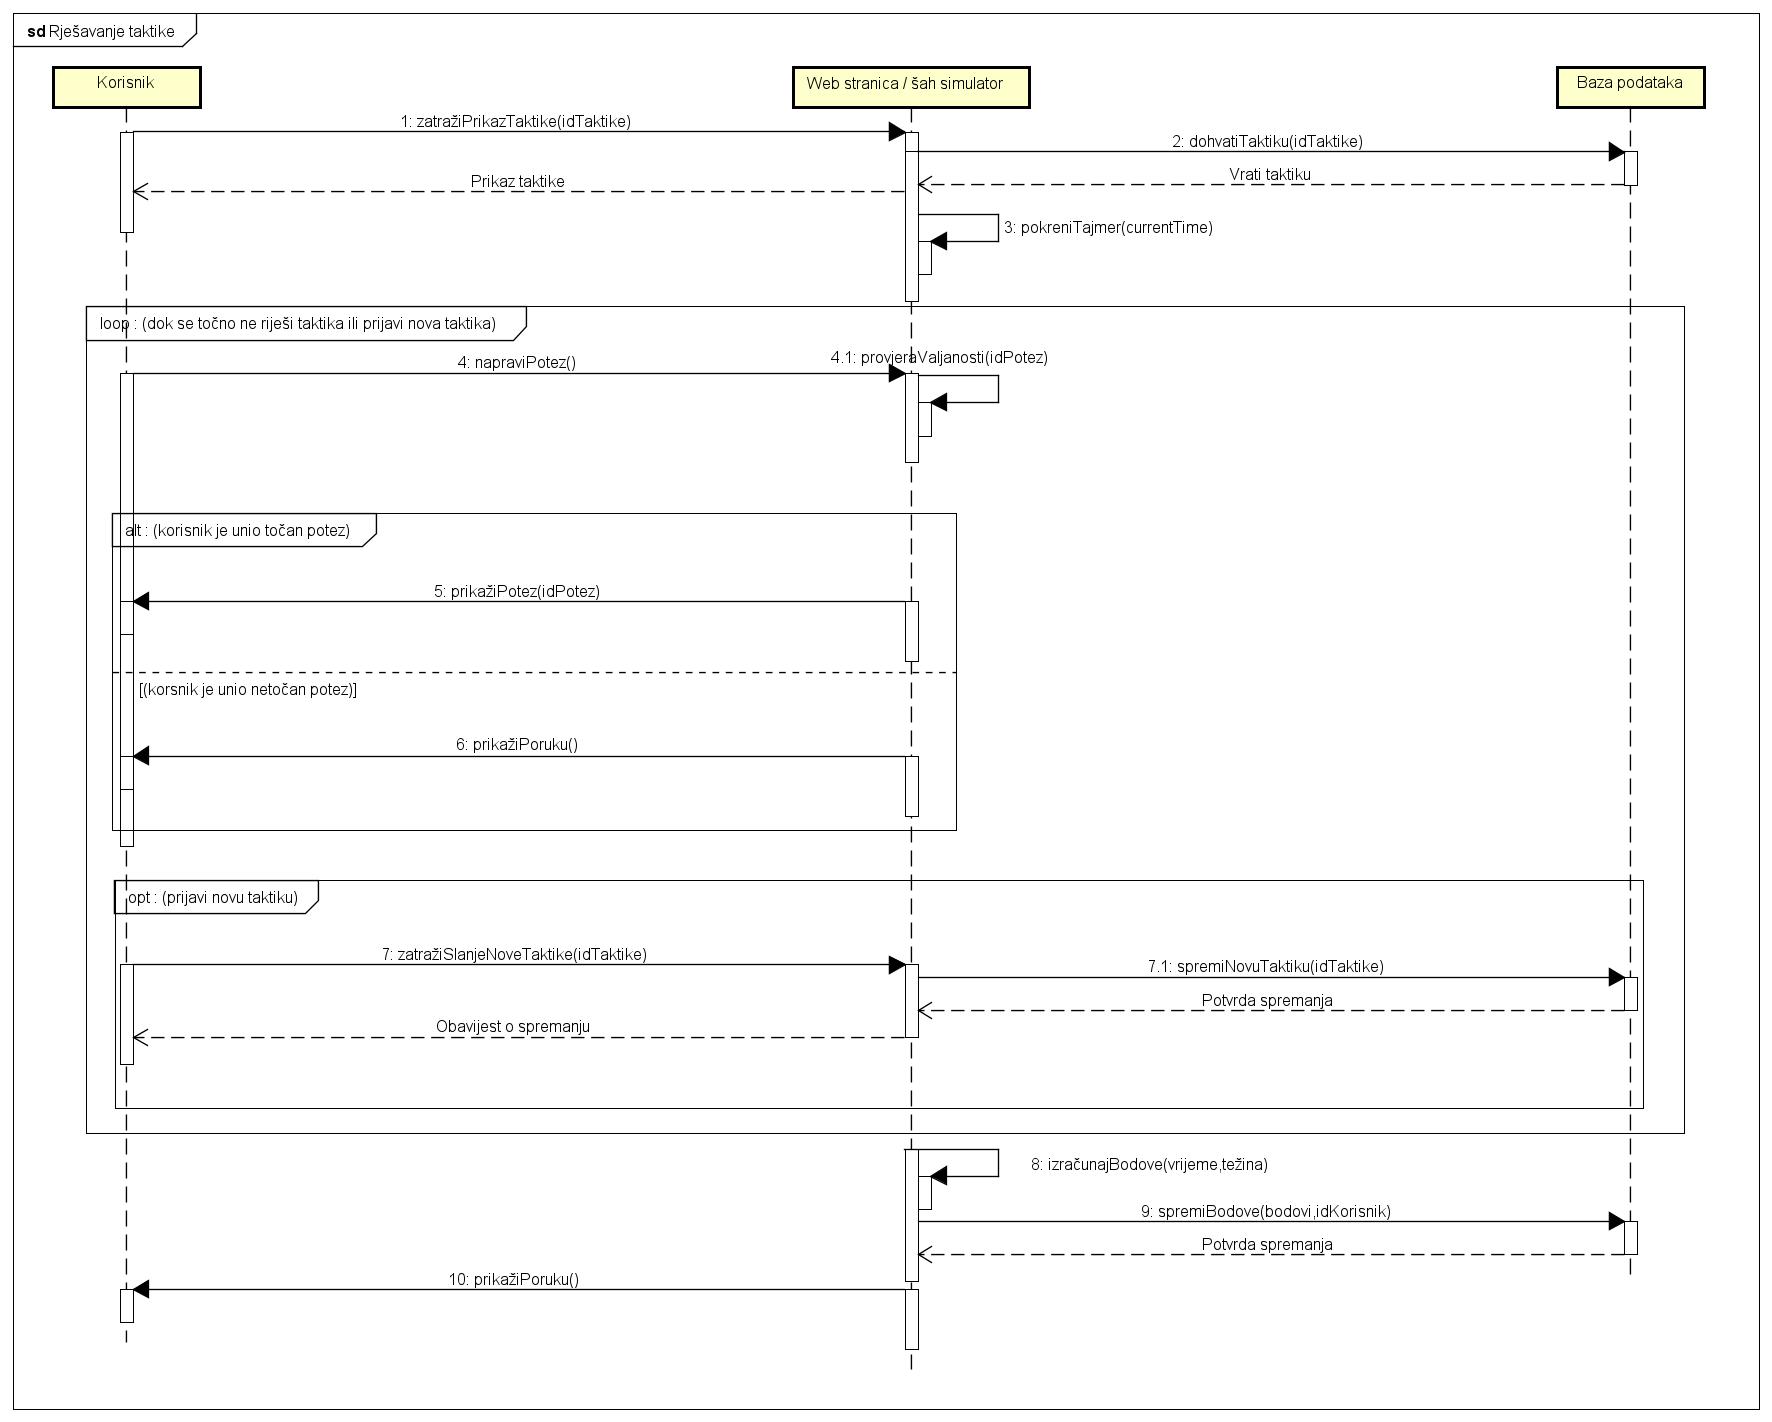 sd Rješavanje taktike
Korisnik
Web stranica / šah simulator
Baza podataka
1: zatražiPrikazTaktike(idTaktike)
2: dohvatiTaktiku(idTaktike)
Vrati taktiku
Prikaz taktike
3: pokreniTajmer(currentTime)
loop : (dok se točno ne riješi taktika ili prijavi nova taktika)
4: napraviPotez()
4.1: provjeraValjanosti(idPotez)
alt : (korisnik je unio točan potez)
5: prikažiPotez(idPotez)
[(korsnik je unio netočan potez)]
6: prikažiPoruku()
opt : (prijavi novu taktiku)
7: zatražiSlanjeNoveTaktike(idTaktike)
7.1: spremiNovuTaktiku(idTaktike)
Potvrda spremanja
Obavijest o spremanju
8: izračunajBodove(vrijeme,težina)
9: spremiBodove(bodovi,idKorisnik)
Potvrda spremanja
10: prikažiPoruku()